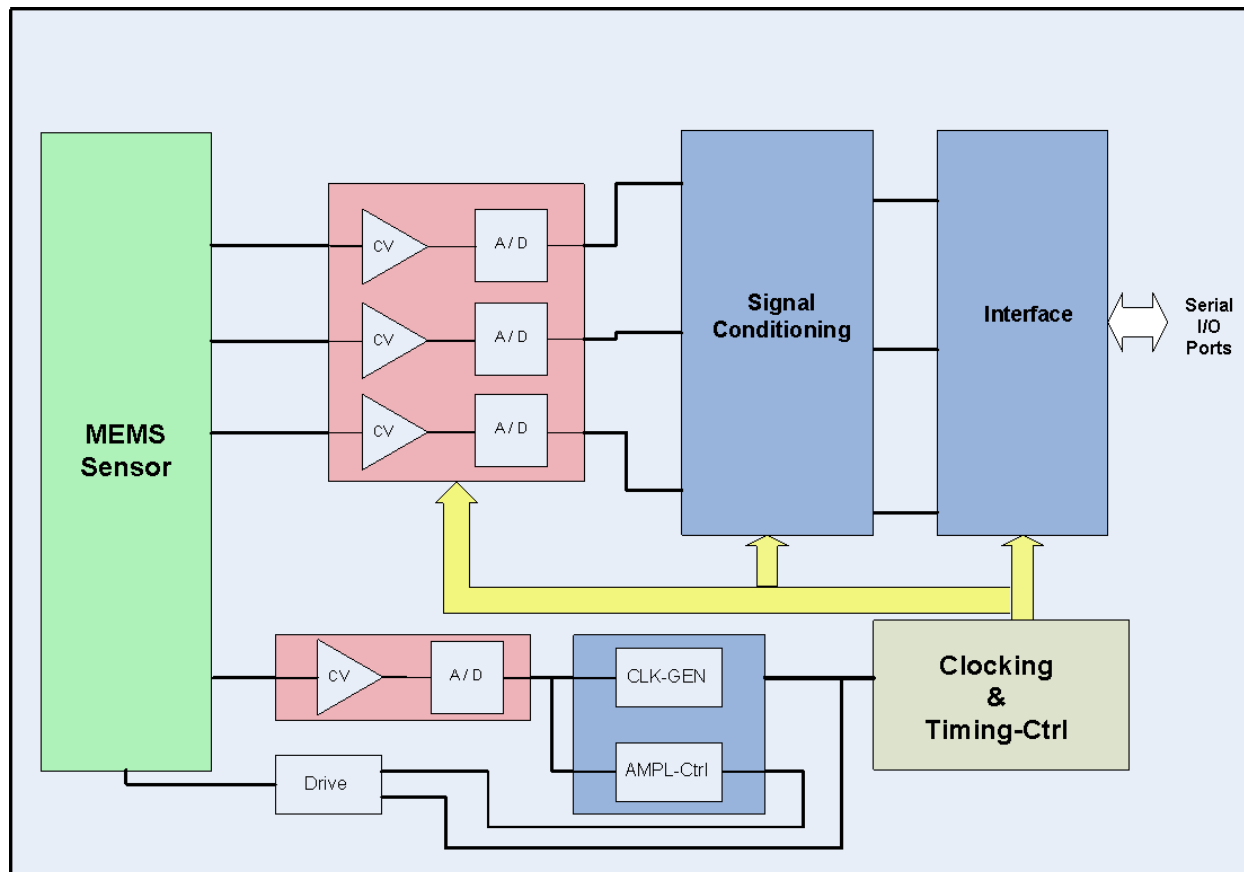 CV
A / D
CV
A / D
CV
A / D
MEMS
Sensor
Signal
Conditioning
Interface
Serial
I/O
Ports
CV
A / D
CLK-GEN
AMPL-Ctrl
Drive
Clocking
&
Timing-Ctrl